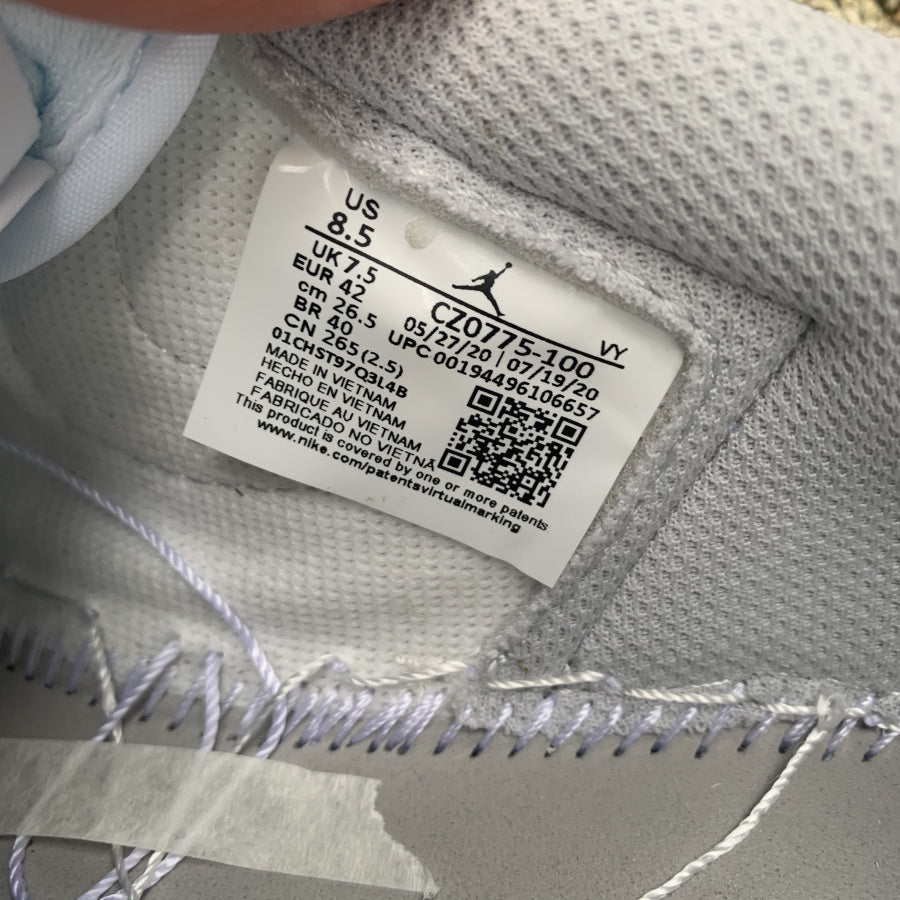 US
8.5
UK 7.5
EUR 42
cm 26.5
BR 40
CN 265 (2.5)
01CHST97Q3L4B
MADE IN VIETNAM
HECHO EN VIETNAM
FABRIQUE AU VIETNAM
FABRICADO NO VIETNÃ
This product is covered by one or more patents
www.nike.com/patentsvirtualmarking
VY
CZ0775-100
05/27/20 | 07/19/20
UPC 00194496106657